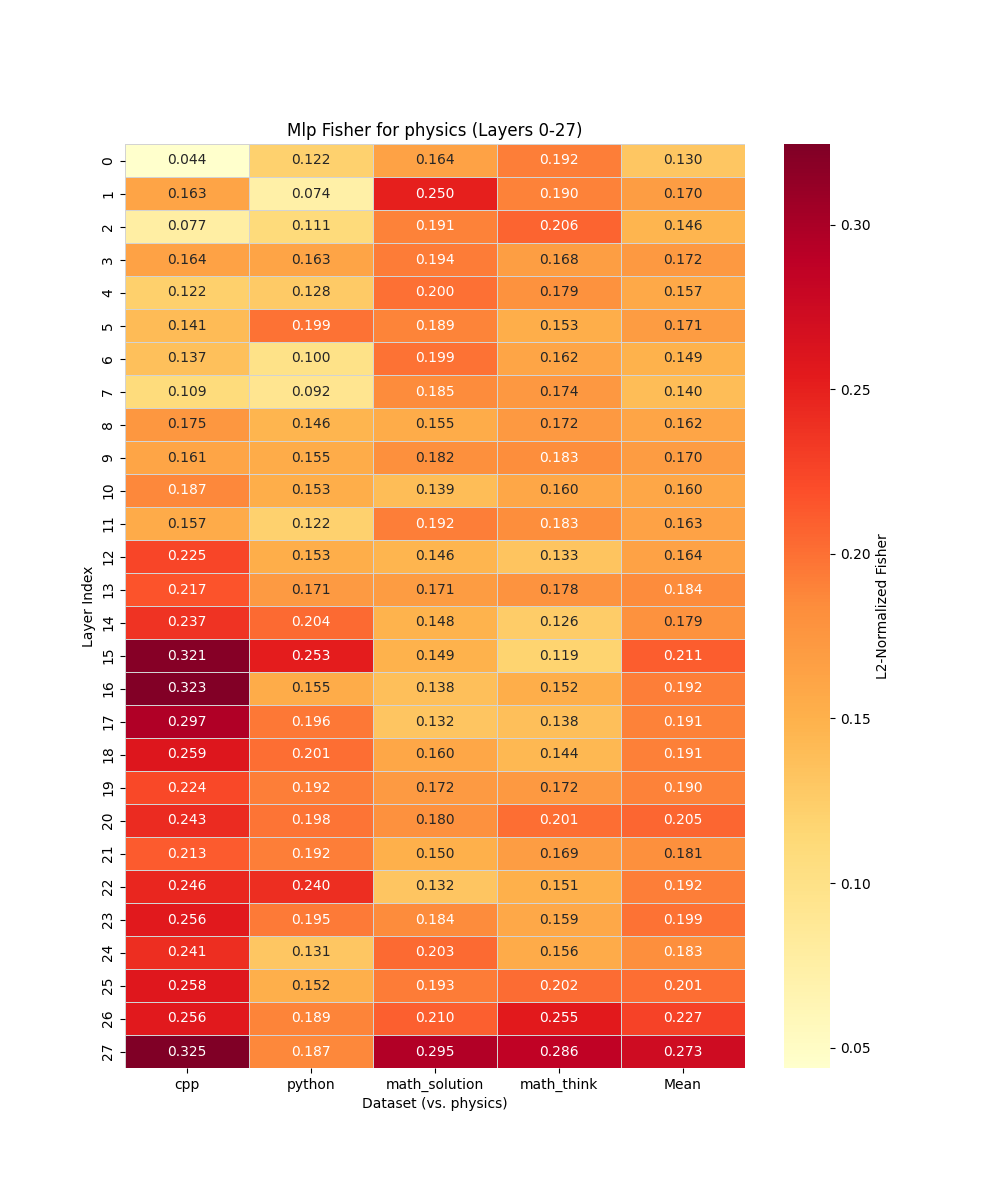 Mlp Fisher for physics (Layers 0-27)
0 0.044 0.122 0.164 0.192 0.130
1 0.163 0.074 0.250 0.190 0.170
2 0.077 0.111 0.191 0.206 0.146
3 0.164 0.163 0.194 0.168 0.172
4 0.122 0.128 0.200 0.179 0.157
5 0.141 0.199 0.189 0.153 0.171
6 0.137 0.100 0.199 0.162 0.149
7 0.109 0.092 0.185 0.174 0.140
8 0.175 0.146 0.155 0.172 0.162
9 0.161 0.155 0.182 0.183 0.170
10 0.187 0.153 0.139 0.160 0.160
11 0.157 0.122 0.192 0.183 0.163
12 0.225 0.153 0.146 0.133 0.164
13 0.217 0.171 0.171 0.178 0.184
14 0.237 0.204 0.148 0.126 0.179
15 0.321 0.253 0.149 0.119 0.211
16 0.323 0.155 0.138 0.152 0.192
17 0.297 0.196 0.132 0.138 0.191
18 0.259 0.201 0.160 0.144 0.191
19 0.224 0.192 0.172 0.172 0.190
20 0.243 0.198 0.180 0.201 0.205
21 0.213 0.192 0.150 0.169 0.181
22 0.246 0.240 0.132 0.151 0.192
23 0.256 0.195 0.184 0.159 0.199
24 0.241 0.131 0.203 0.156 0.183
25 0.258 0.152 0.193 0.202 0.201
26 0.256 0.189 0.210 0.255 0.227
27 0.325 0.187 0.295 0.286 0.273
cpp python math_solution math_think Mean
Dataset (vs. physics)
Layer Index
0.30
0.25
0.20
0.15
0.10
0.05
L2-Normalized Fisher